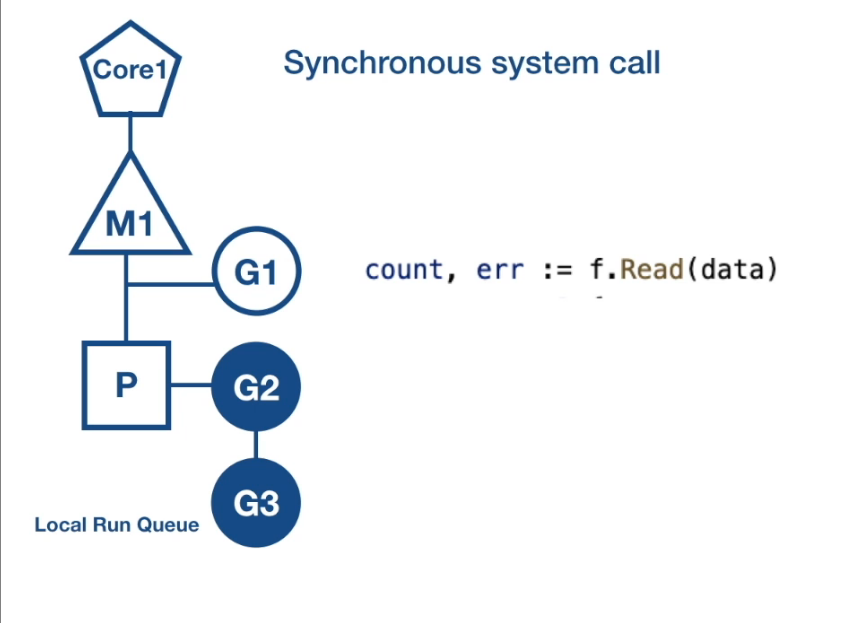 Core1
Synchronous system call
M1
G1
count, err := f.Read(data)
P
G2
G3
Local Run Queue